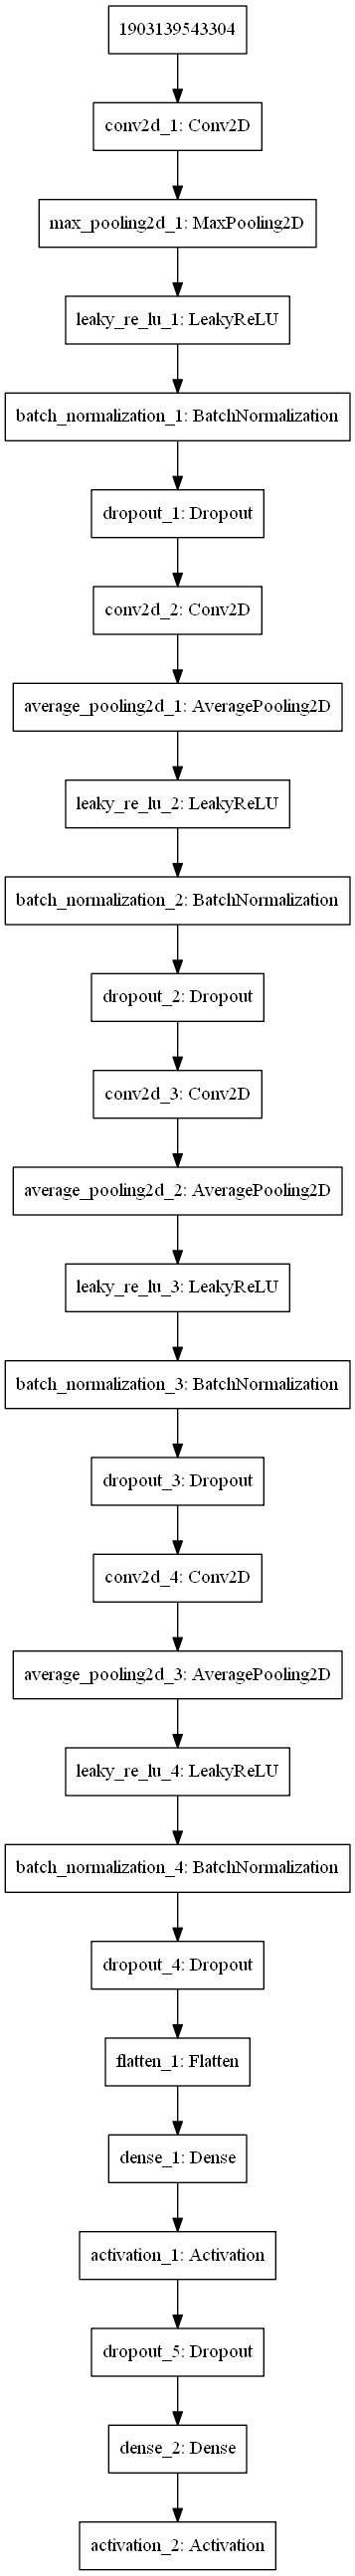 1903139543304
conv2d_1: Conv2D
max_pooling2d_1: MaxPooling2D
leaky_re_lu_1: LeakyReLU
batch_normalization_1: BatchNormalization
dropout_1: Dropout
conv2d_2: Conv2D
average_pooling2d_1: AveragePooling2D
leaky_re_lu_2: LeakyReLU
batch_normalization_2: BatchNormalization
dropout_2: Dropout
conv2d_3: Conv2D
average_pooling2d_2: AveragePooling2D
leaky_re_lu_3: LeakyReLU
batch_normalization_3: BatchNormalization
dropout_3: Dropout
conv2d_4: Conv2D
average_pooling2d_3: AveragePooling2D
leaky_re_lu_4: LeakyReLU
batch_normalization_4: BatchNormalization
dropout_4: Dropout
flatten_1: Flatten
dense_1: Dense
activation_1: Activation
dropout_5: Dropout
dense_2: Dense
activation_2: Activation